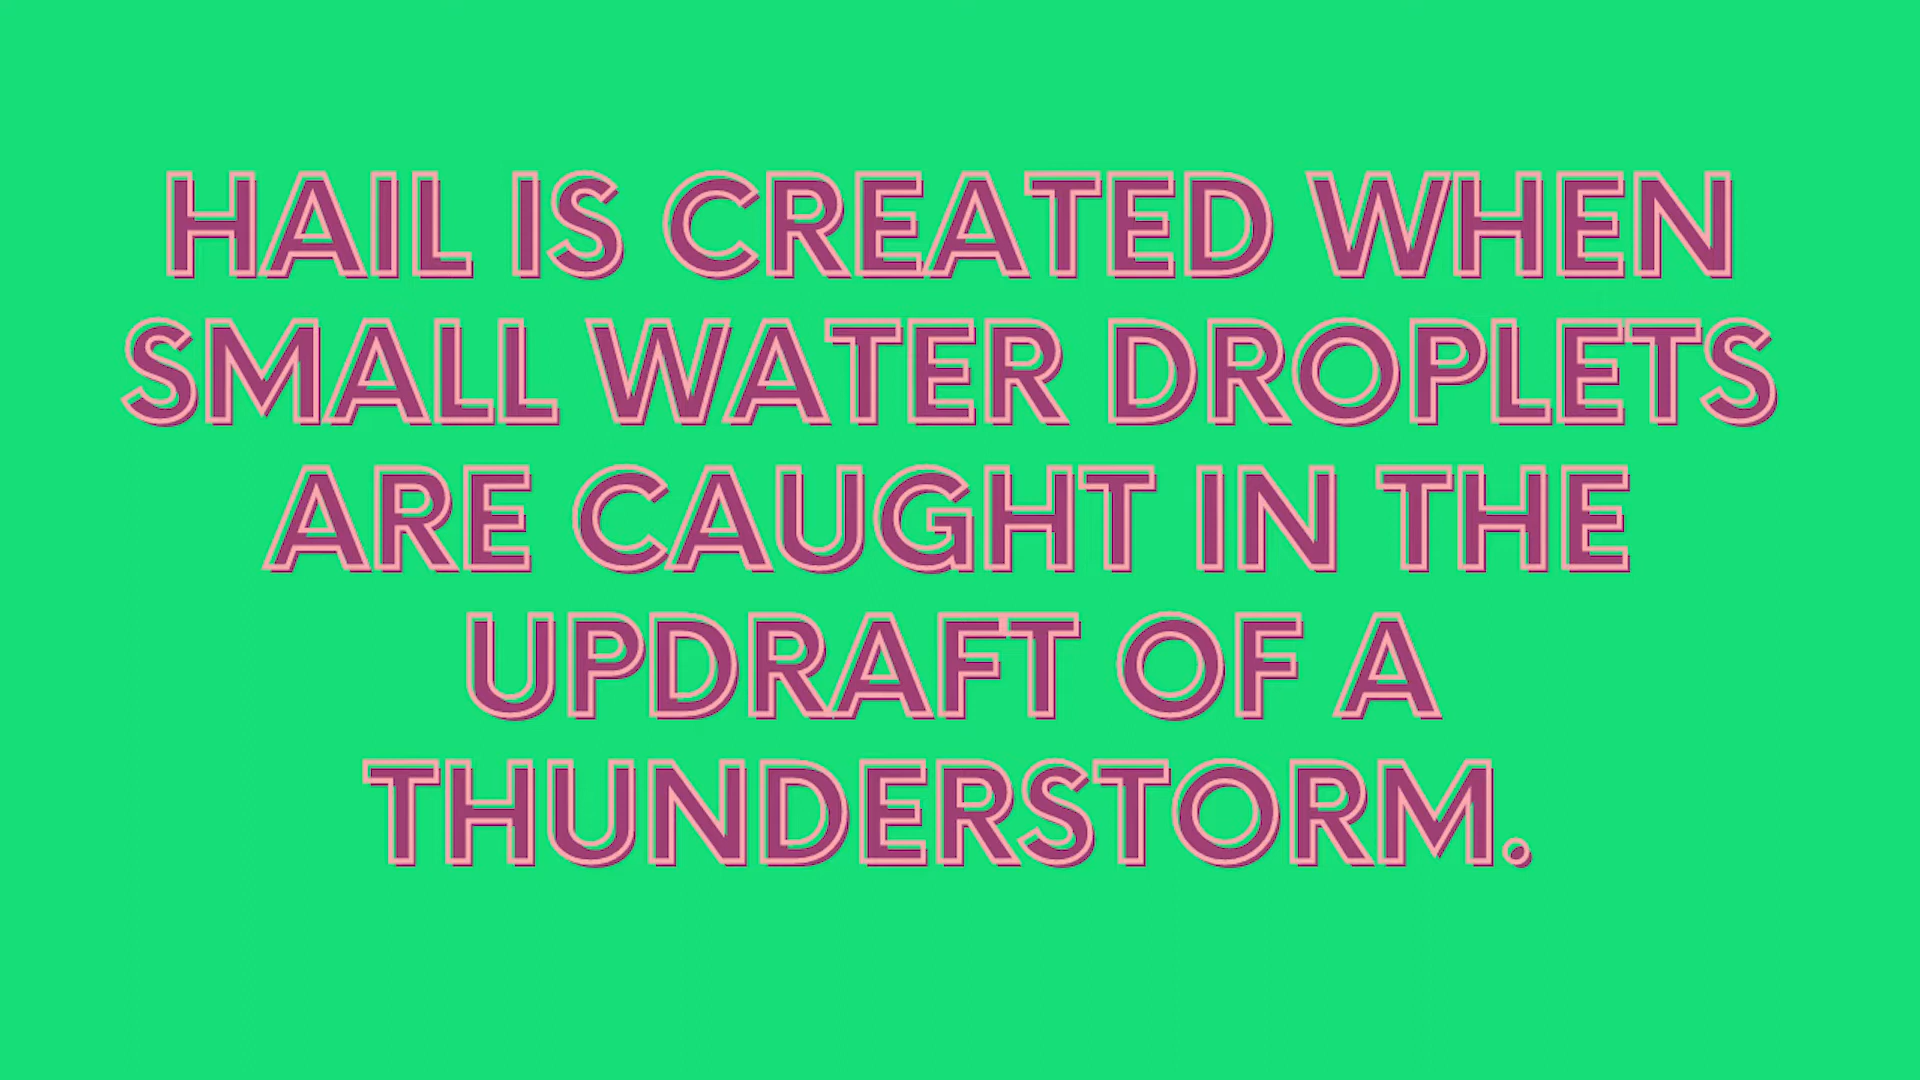 HAIL IS CREATED WHEN
SMALL WATER DROPLETS
ARE CAUGHT IN THE
UPDRAFT OF A
THUNDERSTORM.